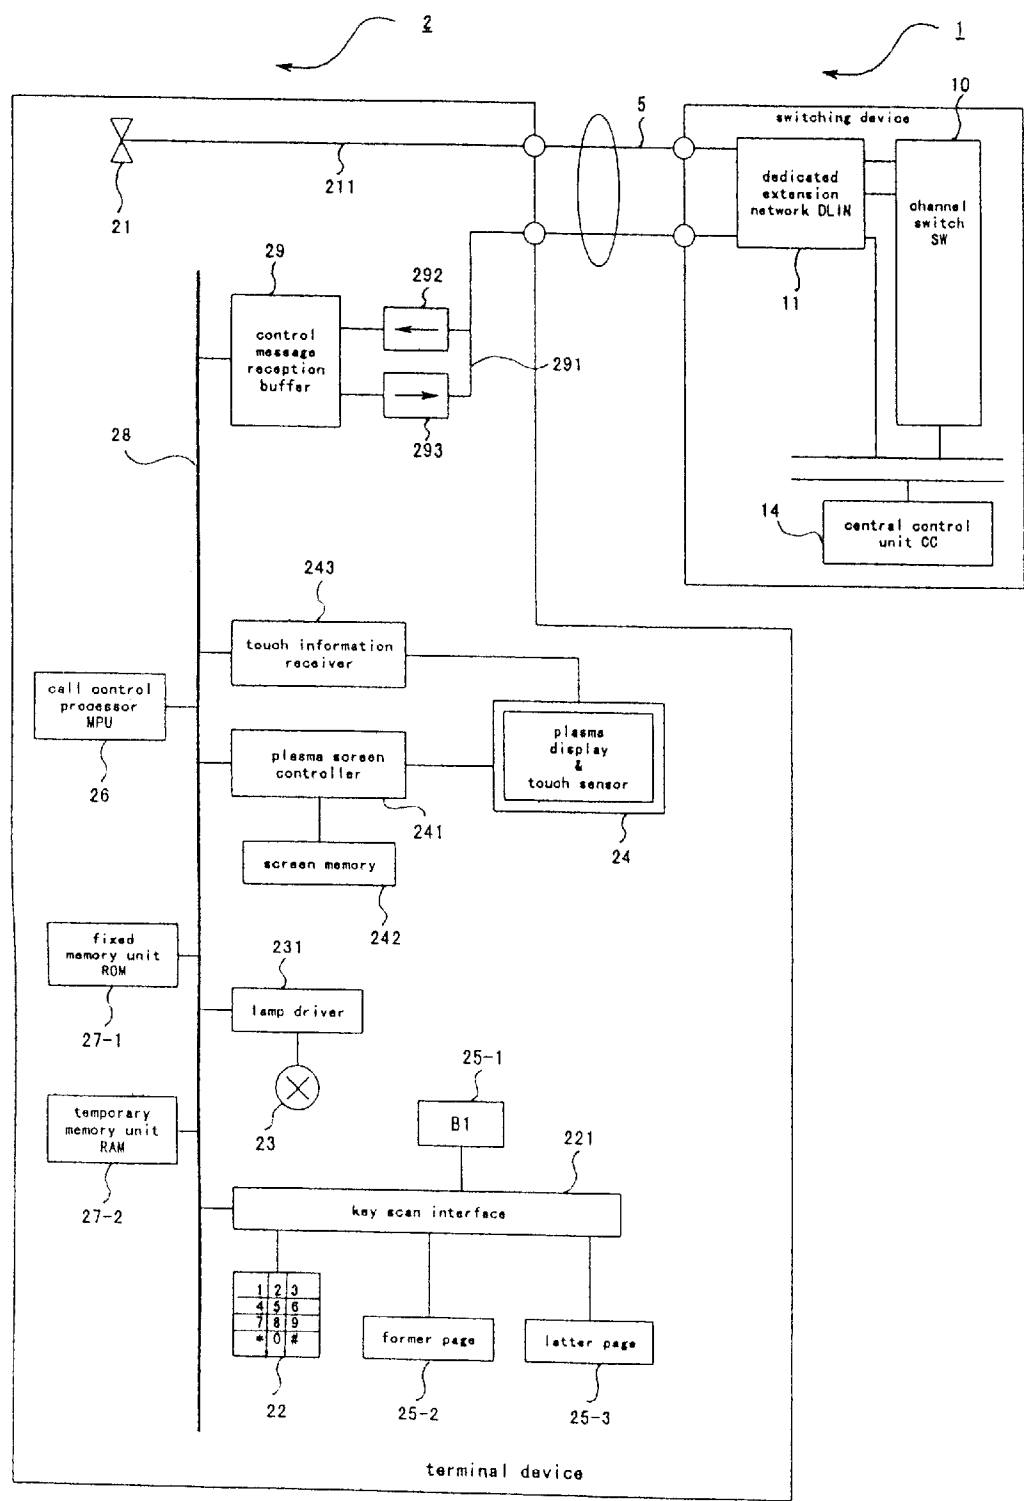 2
1
switching device
10
5
dedicated
extension
network DLIN
channel
switch
SW
211
21
11
29
292
control
message
reception
buffer
291
293
28
14
central control
unit CC
243
touch information
receiver
call control
processor
MPU
26
plasma screen
controller
241
plasma
display
&
touch sensor
24
screen memory
242
fixed
memory unit
ROM
27-1
231
lamp driver
23
temporary
memory unit
RAM
27-2
25-1
B1
221
key scan interface
1 2 3
4 5 6
7 8 9
* 0 #
22
former page
25-2
latter page
25-3
terminal device